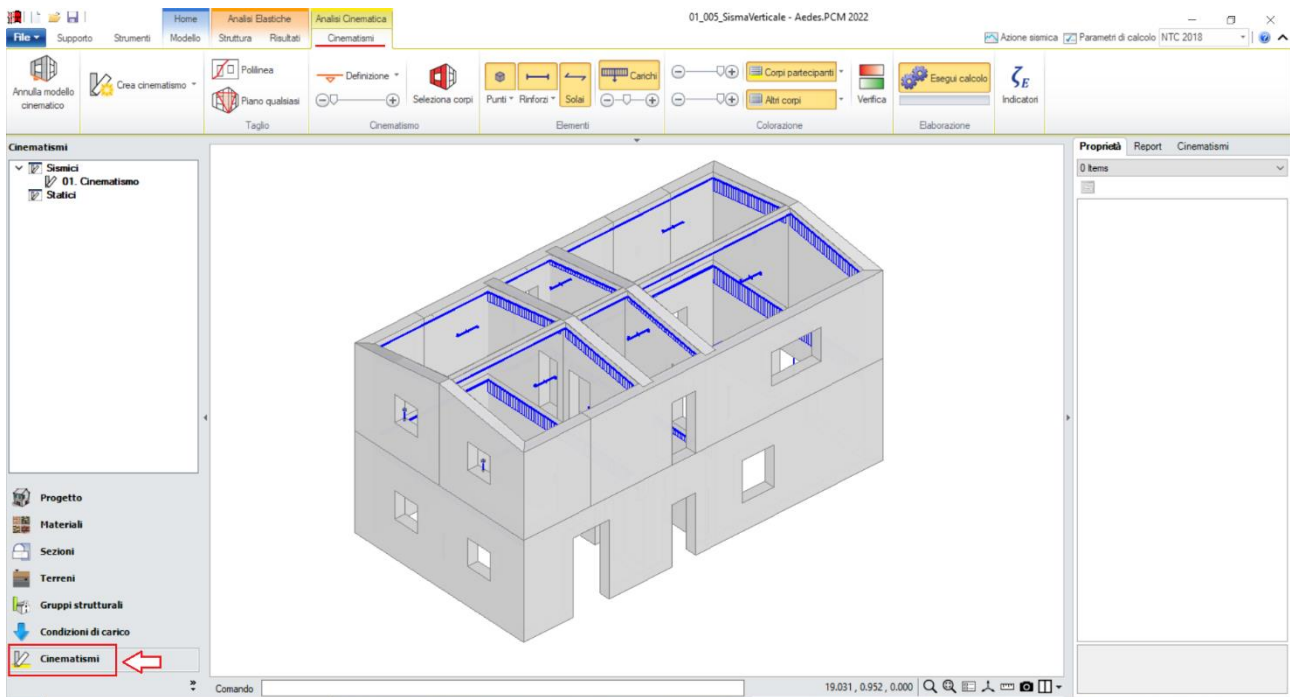 Home
Analisi Elastiche
Analisi Cinematica
01_005_SismaVerticale - Aedes.PCM 2022
File
Supporto
Strumenti
Modello
Struttura
Risultati
Cinematismi
Azione sismica
Parametri di calcolo
NTC 2018
Annulla modello
cinematico
Crea cinematismo
Polilinea
Piano qualsiasi
Taglio
Definizione
Seleziona corpi
Cinematismo
Punti
Rinforzi
Solai
Carichi
Elementi
Corpi partecipanti
Altri corpi
Verifica
Colorazione
Esegui calcolo
Elaborazione
ζE
Indicatori
Cinematismi
Sismici
01. Cinematismo
Statici
Progetto
Materiali
Sezioni
Terreni
Gruppi strutturali
Condizioni di carico
Cinematismi
Comando
19.031 , 0.952 , 0.000
Proprietà
Report
Cinematismi
0 Items